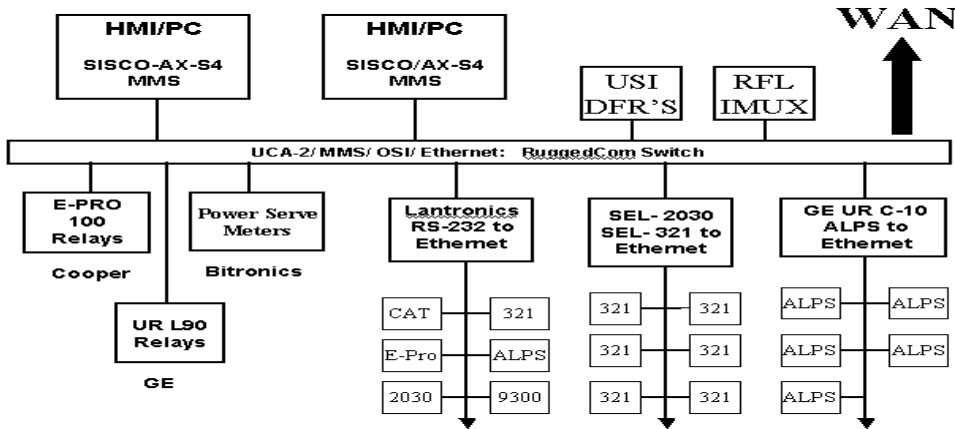 WAN
HMI/PC
SISCO-AX-S4
MMS
HMI/PC
SISCO/AX-S4
MMS
USI
DFR'S
RFL
IMUX
UCA-2/ MMS/ OSI/ Ethernet: RuggedCom Switch
E-PRO
100
Relays
Cooper
Power Serve
Meters
Bitronics
UR L90
Relays
GE
Lantronics
RS-232 to
Ethernet
CAT
321
E-Pro
ALPS
2030
9300
SEL- 2030
SEL- 321 to
Ethernet
321
321
321
321
321
321
GE UR C-10
ALPS to
Ethernet
ALPS
ALPS
ALPS
ALPS
ALPS